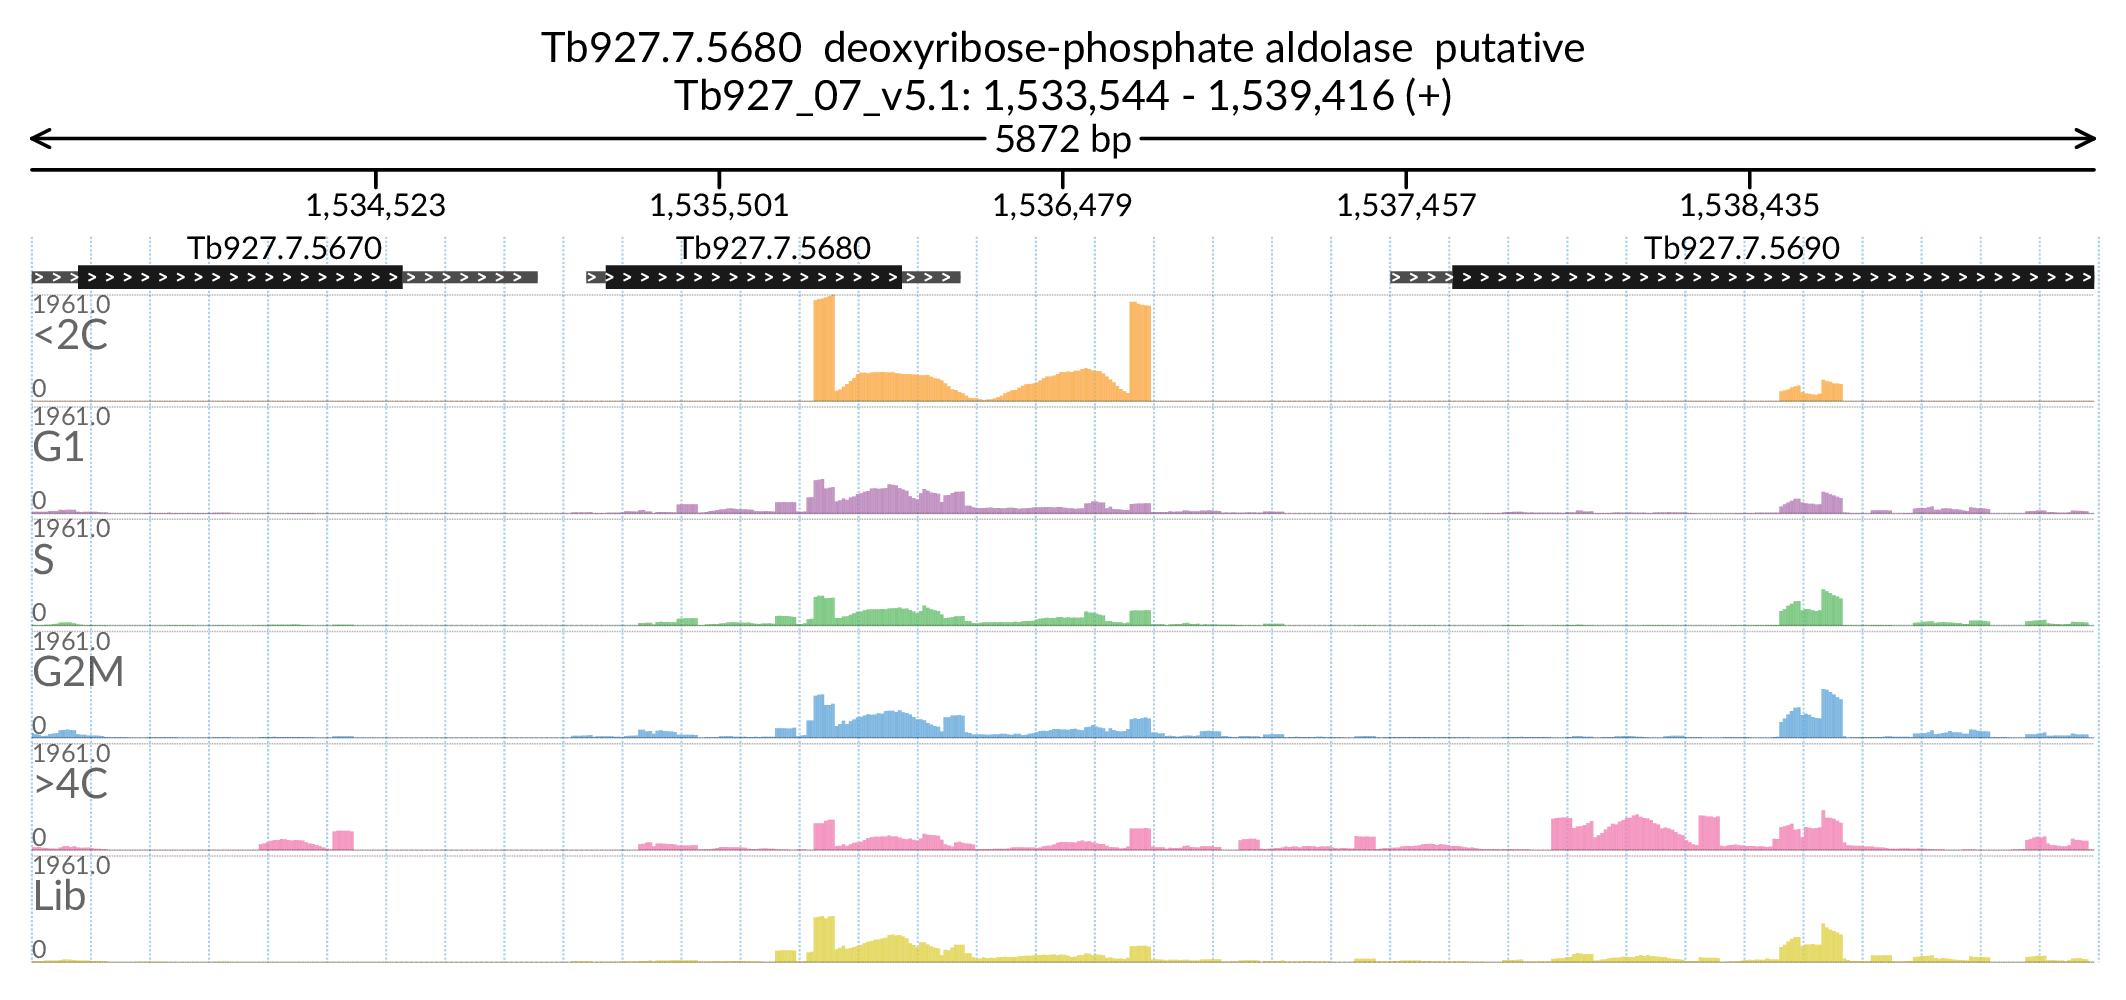 Tb927.7.5680  deoxyribose-phosphate aldolase  putative
Tb927_07_v5.1: 1,533,544 - 1,539,416 (+)
5872 bp
1,534,523 1,535,501 1,536,479 1,537,457 1,538,435
Tb927.7.5670 Tb927.7.5680 Tb927.7.5690
1961.0
<2C
0
1961.0
G1
0
1961.0
S
0
1961.0
G2M
0
1961.0
>4C
0
1961.0
Lib
0